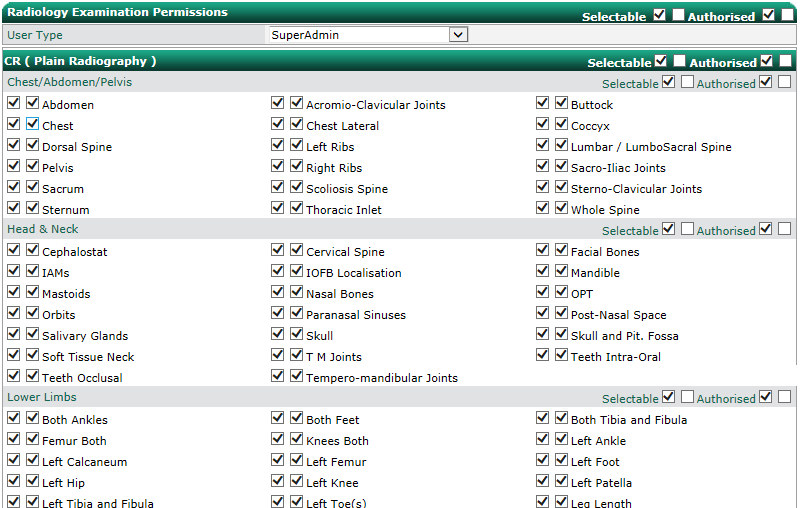 Radiology Examination Permissions Selectable Authorised
User Type SuperAdmin
CR ( Plain Radiography ) Selectable Authorised
Chest/Abdomen/Pelvis Selectable Authorised
Abdomen Acromio-Clavicular Joints Buttock
Chest Chest Lateral Coccyx
Dorsal Spine Left Ribs Lumbar / LumboSacral Spine
Pelvis Right Ribs Sacro-Iliac Joints
Sacrum Scoliosis Spine Sterno-Clavicular Joints
Sternum Thoracic Inlet Whole Spine
Head & Neck Selectable Authorised
Cephalostat Cervical Spine Facial Bones
IAMs IOFB Localisation Mandible
Mastoids Nasal Bones OPT
Orbits Paranasal Sinuses Post-Nasal Space
Salivary Glands Skull Skull and Pit. Fossa
Soft Tissue Neck T M Joints Teeth Intra-Oral
Teeth Occlusal Tempero-mandibular Joints
Lower Limbs Selectable Authorised
Both Ankles Both Feet Both Tibia and Fibula
Femur Both Knees Both Left Ankle
Left Calcaneum Left Femur Left Foot
Left Hip Left Knee Left Patella
Left Tibia and Fibula Left Toe(s) Leg Length